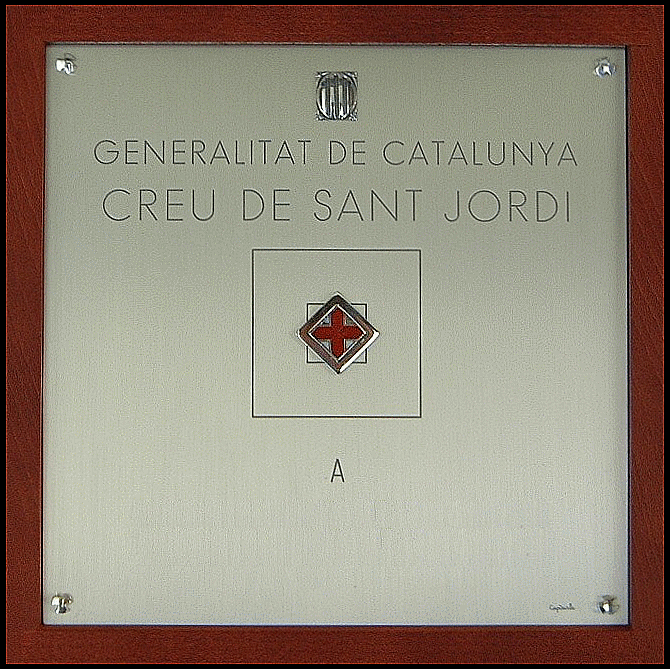 GENERALITAT DE CATALUNYA
CREU DE SANT JORDI
A